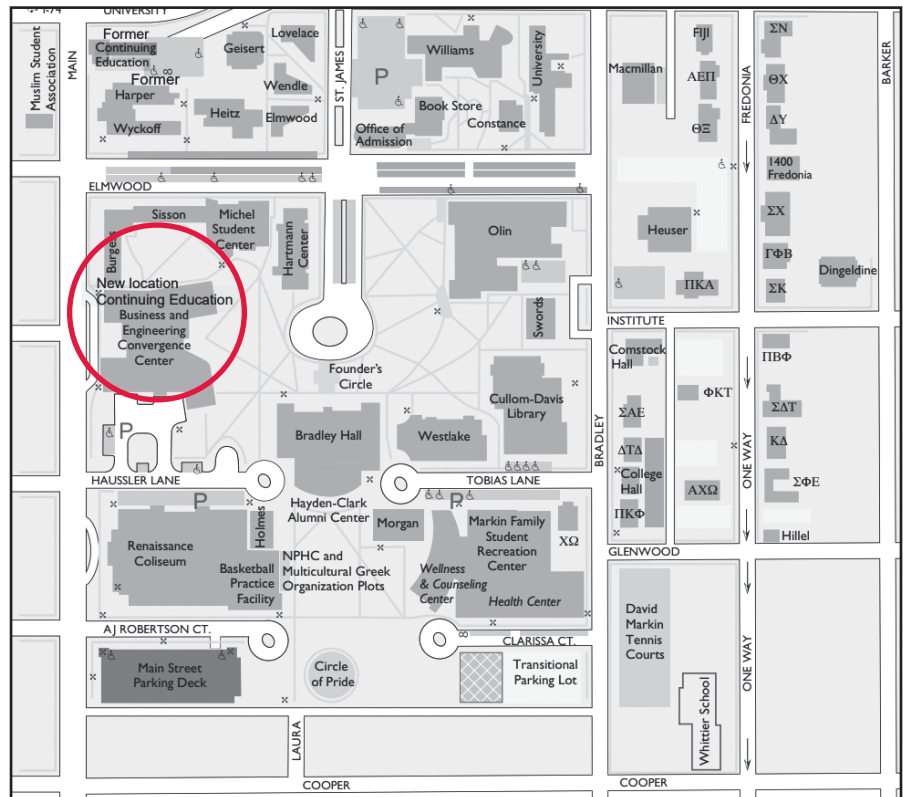 UNIVERSITY
I-74
Muslim Student
Association
MAIN
Former
Continuing
Education
Former
Harper
Wyckoff
Geisert
Heitz
Lovelace
Wendle
Elmwood
ST. JAMES
P
Williams
Book Store
Constance
Office of
Admission
University
Macmillan
FIJI
ΑΕΠ
ΘΞ
FREDONIA
ΣΝ
ΘΧ
ΔΥ
1400
Fredonia
ΣΧ
ΓΦΒ
ΣΚ
BARKER
Dingeldine
ELMWOOD
Burgess
Sisson
Michel
Student
Center
Hartmann
Center
New location
Continuing Education
Business and
Engineering
Convergence
Center
P
Founder's
Circle
Olin
Swords
Cullom-Davis
Library
Bradley Hall
Westlake
Heuser
ΠΚΑ
INSTITUTE
BRADLEY
Comstock
Hall
ΣΑΕ
ΔΤΔ
College
Hall
ΠΚΦ
ΦΚΤ
ΑΧΩ
ONE WAY
ΠΒΦ
ΣΔΤ
ΚΔ
ΣΦΕ
Hillel
HAUSSLER LANE
TOBIAS LANE
P
Hayden-Clark
Alumni Center
P
Renaissance
Coliseum
Holmes
Basketball
Practice
Facility
NPHC and
Multicultural Greek
Organization Plots
Morgan
Wellness
& Counseling
Center
Markin Family
Student
Recreation
Center
Health Center
ΧΩ
GLENWOOD
AJ ROBERTSON CT.
CLARISSA CT.
Main Street
Parking Deck
Circle
of Pride
Transitional
Parking Lot
David
Markin
Tennis
Courts
Whittier School
ONE WAY
LAURA
COOPER
COOPER